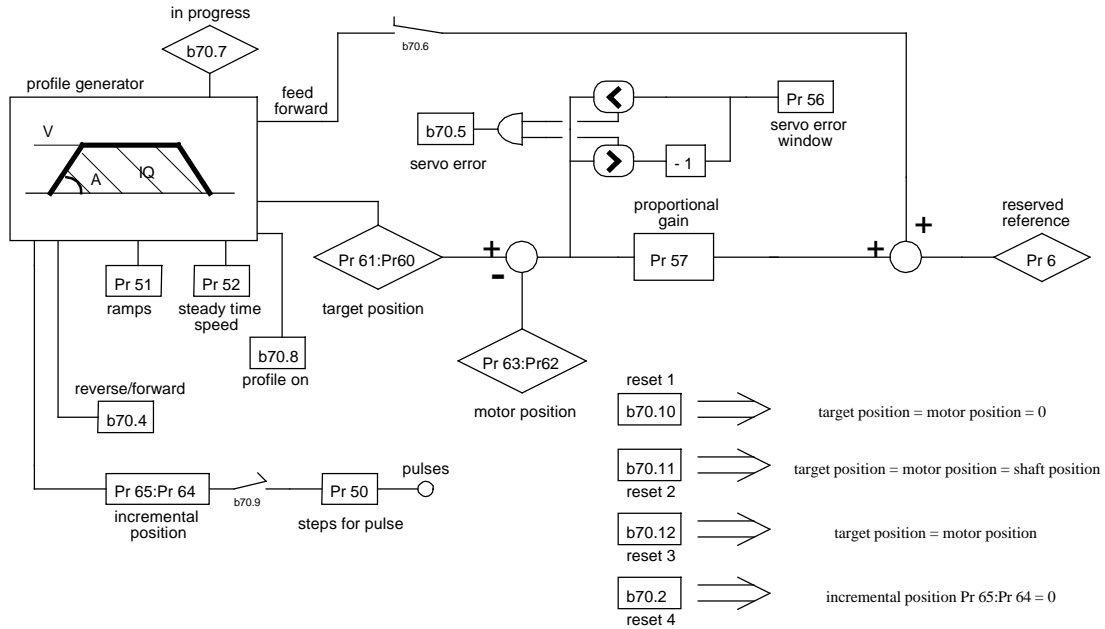 in progress
b70.7
b70.6
profile generator
feed
forward
V
A
IQ
b70.5
servo error
Pr 56
servo error
window
- 1
proportional
gain
Pr 57
+
+
reserved
reference
Pr 6
Pr 61:Pr60
target position
+
-
Pr 51
ramps
Pr 52
steady time
speed
b70.8
profile on
Pr 63:Pr62
motor position
reverse/forward
b70.4
Pr 65:Pr 64
incremental
position
b70.9
Pr 50
steps for pulse
pulses
reset 1
b70.10
target position = motor position = 0
b70.11
reset 2
target position = motor position = shaft position
b70.12
reset 3
target position = motor position
b70.2
reset 4
incremental position Pr 65:Pr 64 = 0